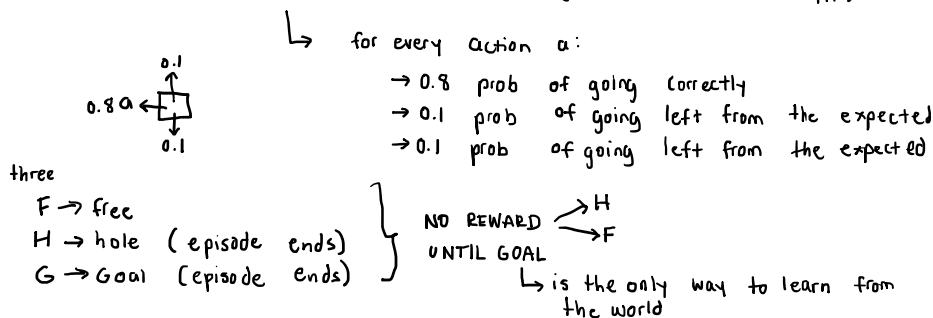 ↳ for every action a:
0.1
→ 0.8 prob of going correctly
0.8 a ←
→ 0.1 prob of going left from the expected
0.1
→ 0.1 prob of going left from the expected
three
F → free
H → hole (episode ends)
G → Goal (episode ends)
NO REWARD → H
→ F
UNTIL GOAL
↳ is the only way to learn from
the world